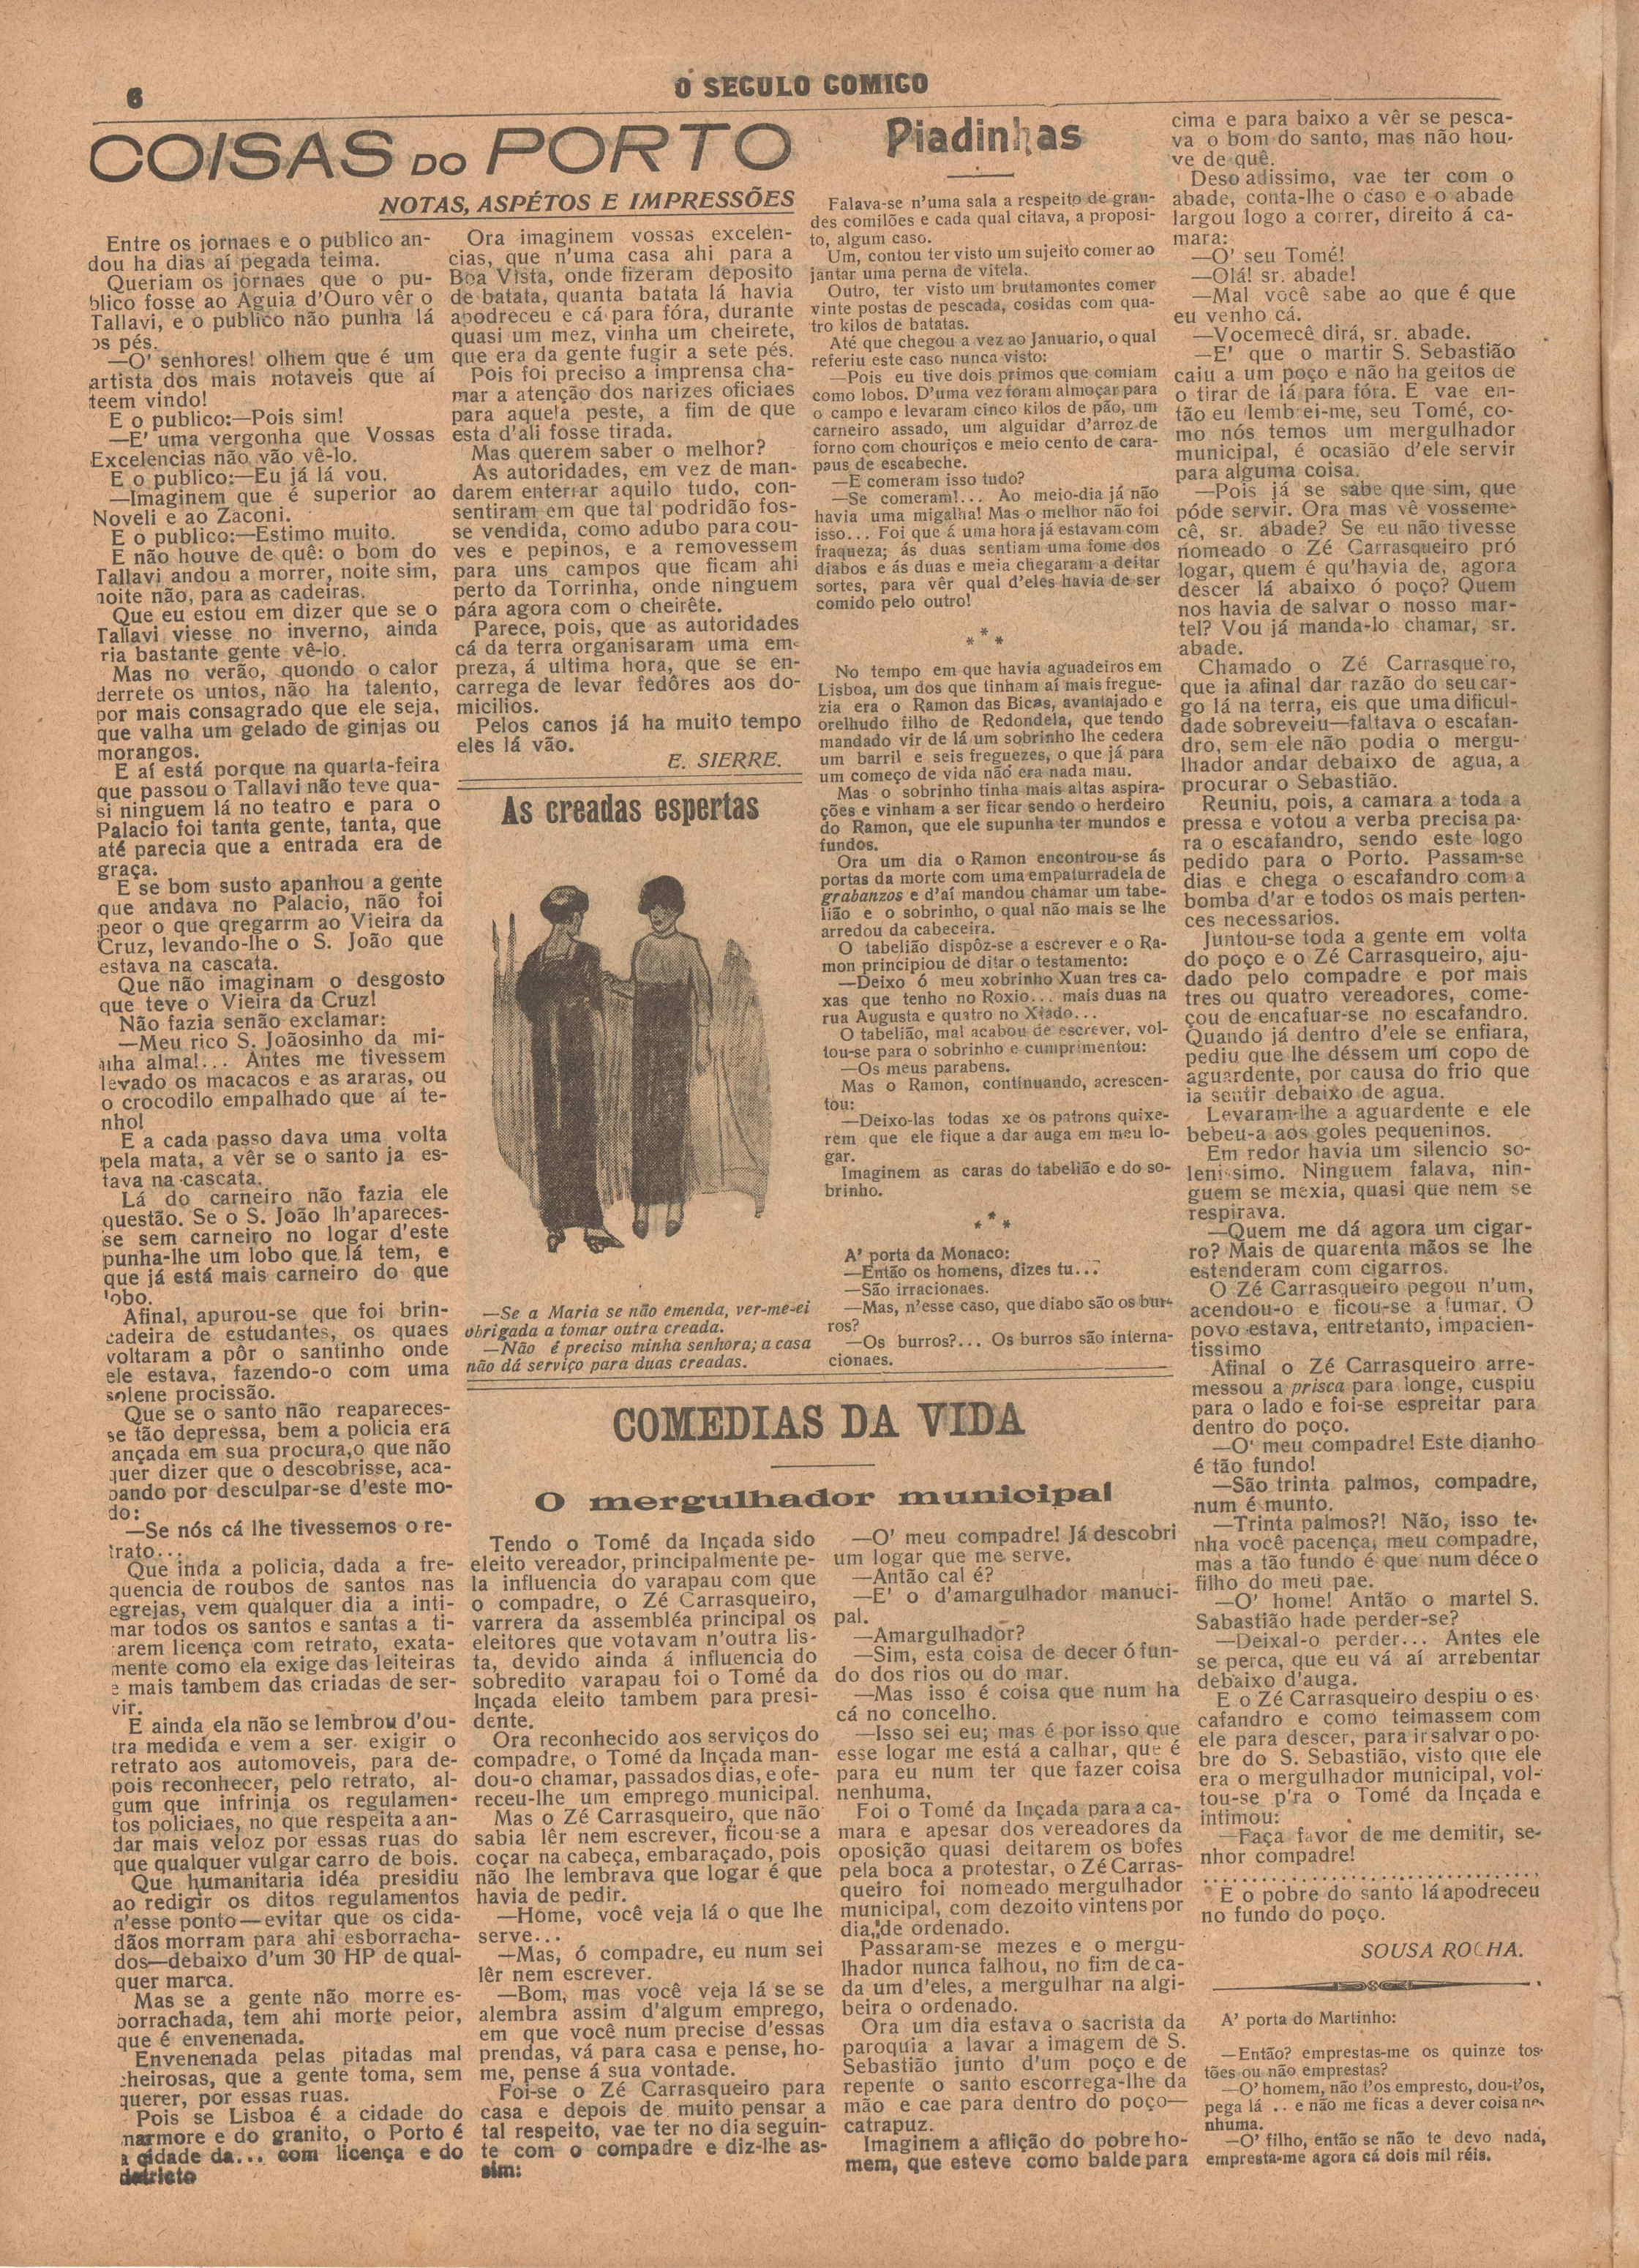 6
O SECULO COMICO
COISAS DO PORTO
NOTAS, ASPÉTOS E IMPRESSÕES
Entre os jornaes e o publico an-
dou ha dias aí pegada teima.
Queriam os jornaes que o pu-
blico fosse ao Aguia d'Ouro vêr o
Tallavi, e o publico não punha lá
os pés.
—O' senhores! olhem que é um
artista dos mais notaveis que aí
teem vindo!
E o publico:—Pois sim!
—E' uma vergonha que Vossas
Excelencias não vão vê-lo.
E o publico:—Eu já lá vou.
—Imaginem que é superior ao
Noveli e ao Zaconi.
E o publico:—Estimo muito.
E não houve de quê: o bom do
Tallavi andou a morrer, noite sim,
noite não, para as cadeiras.
Que eu estou em dizer que se o
Tallavi viesse no inverno, ainda
ria bastante gente vê-lo.
Mas no verão, quondo o calor
derrete os untos, não ha talento,
por mais consagrado que ele seja,
que valha um gelado de ginjas ou
morangos.
E aí está porque na quarta-feira
que passou o Tallavi não teve qua-
si ninguem lá no teatro e para o
Palacio foi tanta gente, tanta, que
até parecia que a entrada era de
graça.
E se bom susto apanhou a gente
que andava no Palacio, não foi
peor o que qregarrm ao Vieira da
Cruz, levando-lhe o S. João que
estava na cascata.
Que não imaginam o desgosto
que teve o Vieira da Cruz!
Não fazia senão exclamar:
—Meu rico S. Joãosinho da mi-
nha alma!... Antes me tivessem
levado os macacos e as araras, ou
o crocodilo empalhado que aí te-
nho!
E a cada passo dava uma volta
pela mata, a vêr se o santo ja es-
tava na cascata.
Lá do carneiro não fazia ele
questão. Se o S. João lh'apareces-
se sem carneiro no logar d'este
punha-lhe um lobo que lá tem, e
que já está mais carneiro do que
lobo.
Afinal, apurou-se que foi brin-
cadeira de estudantes, os quaes
voltaram a pôr o santinho onde
ele estava, fazendo-o com uma
solene procissão.
Que se o santo não reapareces-
se tão depressa, bem a policia erá
ançada em sua procura,o que não
quer dizer que o descobrisse, aca-
bando por desculpar-se d'este mo-
do:
—Se nós cá lhe tivessemos o re-
trato...
Que inda a policia, dada a fre-
quencia de roubos de santos nas
egrejas, vem qualquer dia a inti-
mar todos os santos e santas a ti-
rarem licença com retrato, exata-
mente como ela exige das leiteiras
e mais tambem das criadas de ser-
vir.
E ainda ela não se lembrou d'ou-
tra medida e vem a ser exigir o
retrato aos automoveis, para de-
pois reconhecer, pelo retrato, al-
gum que infrinja os regulamen-
tos policiaes, no que respeita a an-
dar mais veloz por essas ruas do
que qualquer vulgar carro de bois.
Que humanitaria idéa presidiu
ao redigir os ditos regulamentos
n'esse ponto—evitar que os cida-
dãos morram para ahi esborracha-
dos—debaixo d'um 30 HP de qual-
quer marca.
Mas se a gente não morre es-
borrachada, tem ahi morte peior,
que é envenenada.
Envenenada pelas pitadas mal
cheirosas, que a gente toma, sem
querer, por essas ruas.
Pois se Lisboa é a cidade do
marmore e do granito, o Porto é
a cidade da... com licença e do
detricto
Ora imaginem vossas excelen-
cias, que n'uma casa ahi para a
Boa Vista, onde fizeram deposito
de batata, quanta batata lá havia
apodreceu e cá para fóra, durante
quasi um mez, vinha um cheirete,
que era da gente fugir a sete pés.
Pois foi preciso a imprensa cha-
mar a atenção dos narizes oficiaes
para aquela peste, a fim de que
esta d'ali fosse tirada.
Mas querem saber o melhor?
As autoridades, em vez de man-
darem enterrar aquilo tudo, con-
sentiram em que tal podridão fos-
se vendida, como adubo para cou-
ves e pepinos, e a removessem
para uns campos que ficam ahi
perto da Torrinha, onde ninguem
pára agora com o cheirête.
Parece, pois, que as autoridades
cá da terra organisaram uma em-
preza, á ultima hora, que se en-
carrega de levar fedôres aos do-
micilios.
Pelos canos já ha muito tempo
eles lá vão.
E. SIERRE.
As creadas espertas
—Se a Maria se não emenda, ver-me-ei
obrigada a tomar outra creada.
—Não é preciso minha senhora; a casa
não dá serviço para duas creadas.
Piadinhas
Falava-se n'uma sala a respeito de gran-
des comilões e cada qual citava, a proposi-
to, algum caso.
Um, contou ter visto um sujeito comer ao
jantar uma perna de vitela.
Outro, ter visto um brutamontes comer
vinte postas de pescada, cosidas com qua-
tro kilos de batatas.
Até que chegou a vez ao Januario, o qual
referiu este caso nunca visto:
—Pois eu tive dois primos que comiam
como lobos. D'uma vez foram almoçar para
o campo e levaram cinco kilos de pão, um
carneiro assado, um alguidar d'arroz de
forno com chouriços e meio cento de cara-
paus de escabeche.
—E comeram isso tudo?
—Se comeram!... Ao meio-dia já não
havia uma migalha! Mas o melhor não foi
isso... Foi que á uma hora já estavam com
fraqueza; ás duas sentiam uma fome dos
diabos e ás duas e meia chegaram a deitar
sortes, para vêr qual d'eles havia de ser
comido pelo outro!
***
No tempo em que havia aguadeiros em
Lisboa, um dos que tinham aí mais fregue-
zia era o Ramon das Bicas, avantajado e
orelhudo filho de Redondela, que tendo
mandado vir de lá um sobrinho lhe cedera
um barril e seis freguezes, o que já para
um começo de vida não era nada mau.
Mas o sobrinho tinha mais altas aspira-
ções e vinham a ser ficar sendo o herdeiro
do Ramon, que ele supunha ter mundos e
fundos.
Ora um dia o Ramon encontrou-se ás
portas da morte com uma empaturradela de
grabanzos e d'aí mandou chamar um tabe-
lião e o sobrinho, o qual não mais se lhe
arredou da cabeceira.
O tabelião dispôz-se a escrever e o Ra-
mon principiou de ditar o testamento:
—Deixo ó meu xobrinho Xuan tres ca-
xas que tenho no Roxio... mais duas na
rua Augusta e quatro no Xiado...
O tabelião, mal acabou de escrever, vol-
tou-se para o sobrinho e cumprimentou:
—Os meus parabens.
Mas o Ramon, continuando, acrescen-
tou:
—Deixo-las todas xe os patrons quixe-
rem que ele fique a dar auga em meu lo-
gar.
Imaginem as caras do tabelião e do so-
brinho.
***
A' porta da Monaco:
—Então os homens, dizes tu...
—São irracionaes.
—Mas, n'esse caso, que diabo são os bur-
ros?
—Os burros?... Os burros são interna-
cionaes.
COMEDIAS DA VIDA
O mergulhador municipal
Tendo o Tomé da Inçada sido
eleito vereador, principalmente pe-
la influencia do varapau com que
o compadre, o Zé Carrasqueiro,
varrera da assembléa principal os
eleitores que votavam n'outra lis-
ta, devido ainda á influencia do
sobredito varapau foi o Tomé da
Inçada eleito tambem para presi-
dente.
Ora reconhecido aos serviços do
compadre, o Tomé da Inçada man-
dou-o chamar, passados dias, e ofe-
receu-lhe um emprego municipal.
Mas o Zé Carrasqueiro, que não
sabia lêr nem escrever, ficou-se a
coçar na cabeça, embaraçado, pois
não lhe lembrava que logar é que
havia de pedir.
—Home, você veja lá o que lhe
serve...
—Mas, ó compadre, eu num sei
lêr nem escrever.
—Bom, mas você veja lá se se
alembra assim d'algum emprego,
em que você num precise d'essas
prendas, vá para casa e pense, ho-
me, pense á sua vontade.
Foi-se o Zé Carrasqueiro para
casa e depois de muito pensar a
tal respeito, vae ter no dia seguin-
te com o compadre e diz-lhe as-
sim:
—O' meu compadre! Já descobri
um logar que me serve.
—Antão cal é?
—E' o d'amargulhador manuci-
pal.
—Amargulhador?
—Sim, esta coisa de decer ó fun-
do dos rios ou do mar.
—Mas isso é coisa que num ha
cá no concelho.
—Isso sei eu; mas é por isso que
esse logar me está a calhar, que é
para eu num ter que fazer coisa
nenhuma.
Foi o Tomé da Inçada para a ca-
mara e apesar dos vereadores da
oposição quasi deitarem os bofes
pela boca a protestar, o Zé Carras-
queiro foi nomeado mergulhador
municipal, com dezoito vintens por
dia, de ordenado.
Passaram-se mezes e o mergu-
lhador nunca falhou, no fim de ca-
da um d'eles, a mergulhar na algi-
beira o ordenado.
Ora um dia estava o sacrista da
paroquia a lavar a imagem de S.
Sebastião junto d'um poço e de
repente o santo escorrega-lhe da
mão e cae para dentro do poço—
catrapuz.
Imaginem a aflição do pobre ho-
mem, que esteve como balde para
cima e para baixo a vêr se pesca-
va o bom do santo, mas não hou-
ve de quê.
Desoladissimo, vae ter com o
abade, conta-lhe o caso e o abade
largou logo a correr, direito á ca-
mara:
—O' seu Tomé!
—Olá! sr. abade!
—Mal você sabe ao que é que
eu venho cá.
—Vocemecê dirá, sr. abade.
—E' que o martir S. Sebastião
caiu a um poço e não ha geitos de
o tirar de lá para fóra. E vae en-
tão eu lembrei-me, seu Tomé, co-
mo nós temos um mergulhador
municipal, é ocasião d'ele servir
para alguma coisa.
—Pois já se sabe que sim, que
póde servir. Ora mas vê vosseme-
cê, sr. abade? Se eu não tivesse
nomeado o Zé Carrasqueiro pró
logar, quem é qu'havia de, agora
descer lá abaixo ó poço? Quem
nos havia de salvar o nosso mar-
tel? Vou já manda-lo chamar, sr.
abade.
Chamado o Zé Carrasqueiro,
que ia afinal dar razão do seu car-
go lá na terra, eis que uma dificul-
dade sobreveiu—faltava o escafan-
dro, sem ele não podia o mergu-
lhador andar debaixo de agua, a
procurar o Sebastião.
Reuniu, pois, a camara a toda a
pressa e votou a verba precisa pa-
ra o escafandro, sendo este logo
pedido para o Porto. Passam-se
dias e chega o escafandro com a
bomba d'ar e todos os mais perten-
ces necessarios.
Juntou-se toda a gente em volta
do poço e o Zé Carrasqueiro, aju-
dado pelo compadre e por mais
tres ou quatro vereadores, come-
çou de encafuar-se no escafandro.
Quando já dentro d'ele se enfiara,
pediu que lhe déssem um copo de
aguardente, por causa do frio que
ia sentir debaixo de agua.
Levaram-lhe a aguardente e ele
bebeu-a aos goles pequeninos.
Em redor havia um silencio so-
lenissimo. Ninguem falava, nin-
guem se mexia, quasi que nem se
respirava.
—Quem me dá agora um cigar-
ro? Mais de quarenta mãos se lhe
estenderam com cigarros.
O Zé Carrasqueiro pegou n'um,
acendou-o e ficou-se a fumar. O
povo estava, entretanto, impacien-
tissimo
Afinal o Zé Carrasqueiro arre-
messou a prisca para longe, cuspiu
para o lado e foi-se espreitar para
dentro do poço.
—O' meu compadre! Este dianho
é tão fundo!
—São trinta palmos, compadre,
num é munto.
—Trinta palmos?! Não, isso te-
nha você pacença, meu compadre,
mas a tão fundo é que num déce o
filho do meu pae.
—O' home! Antão o martel S.
Sabastião hade perder-se?
—Deixal-o perder... Antes ele
se perca, que eu vá aí arrebentar
debaixo d'auga.
E o Zé Carrasqueiro despiu o es-
cafandro e como teimassem com
ele para descer, para ir salvar o po-
bre do S. Sebastião, visto que ele
era o mergulhador municipal, vol-
tou-se p'ra o Tomé da Inçada e
intimou:
—Faça favor de me demitir, se-
nhor compadre!
........................................
E o pobre do santo lá apodreceu
no fundo do poço.
SOUSA ROCHA.
A' porta do Martinho:
—Então? emprestas-me os quinze tos-
tões ou não emprestas?
—O' homem, não t'os empresto, dou-t'os,
pega lá .. e não me ficas a dever coisa ne-
nhuma.
—O' filho, então se não te devo nada,
empresta-me agora cá dois mil réis.